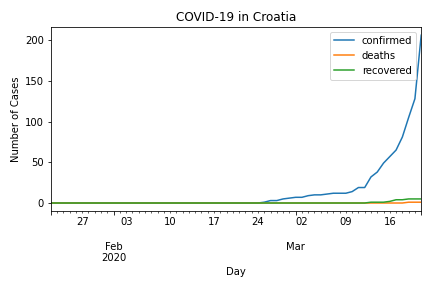 COVID-19 in Croatia
confirmed
deaths
recovered
Number of Cases
200
150
100
50
0
27 03 10 17 24 02 09 16
Feb Mar
2020
Day